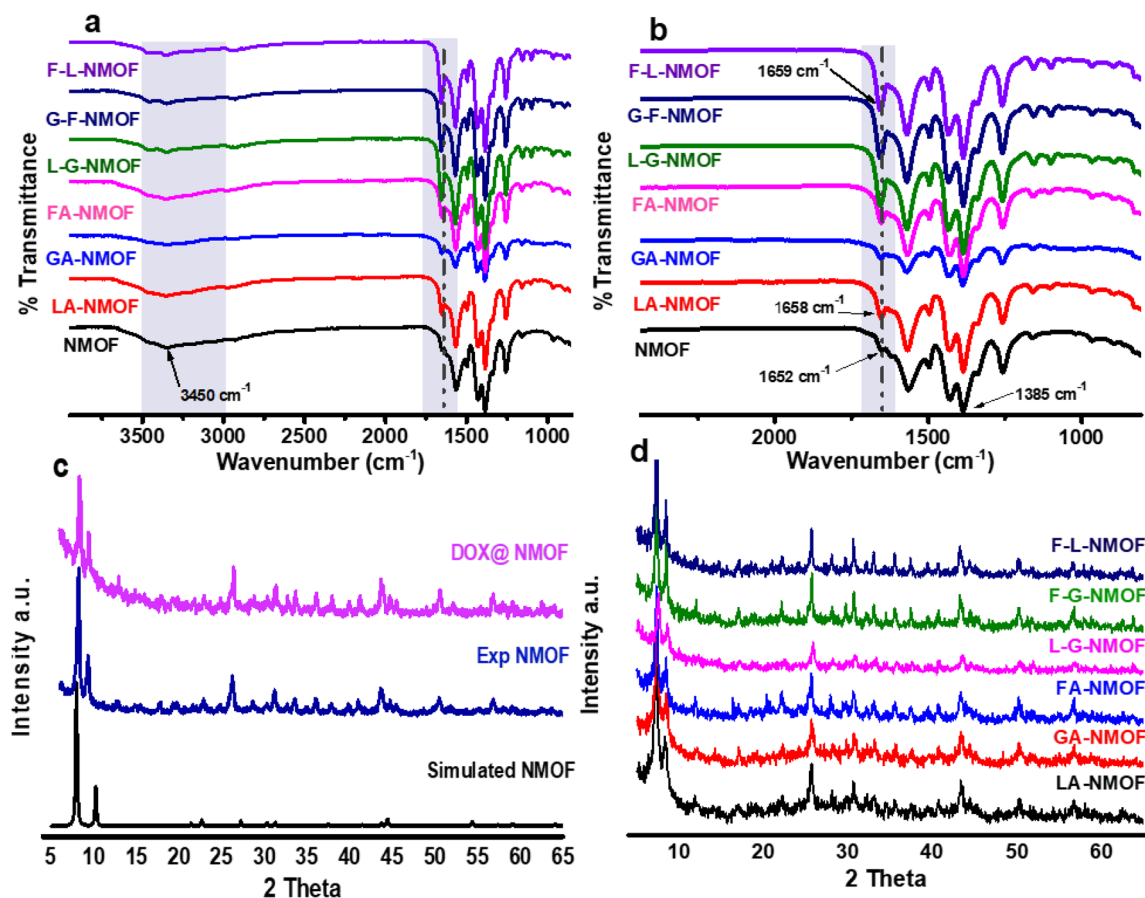 a
F-L-NMOF
G-F-NMOF
L-G-NMOF
FA-NMOF
GA-NMOF
LA-NMOF
NMOF
3450 cm⁻¹
% Transmittance
3500 3000 2500 2000 1500 1000
Wavenumber (cm⁻¹)
b
F-L-NMOF
1659 cm⁻¹
G-F-NMOF
L-G-NMOF
FA-NMOF
GA-NMOF
LA-NMOF
1658 cm⁻¹
NMOF
1652 cm⁻¹
1385 cm⁻¹
%Transmittance
2000 1500 1000
Wavenumber (cm⁻¹)
c
DOX@ NMOF
Exp NMOF
Simulated NMOF
Intensity a.u.
5 10 15 20 25 30 35 40 45 50 55 60 65
2 Theta
d
F-L-NMOF
F-G-NMOF
L-G-NMOF
FA-NMOF
GA-NMOF
LA-NMOF
Intensity a.u.
10 20 30 40 50 60
2 Theta